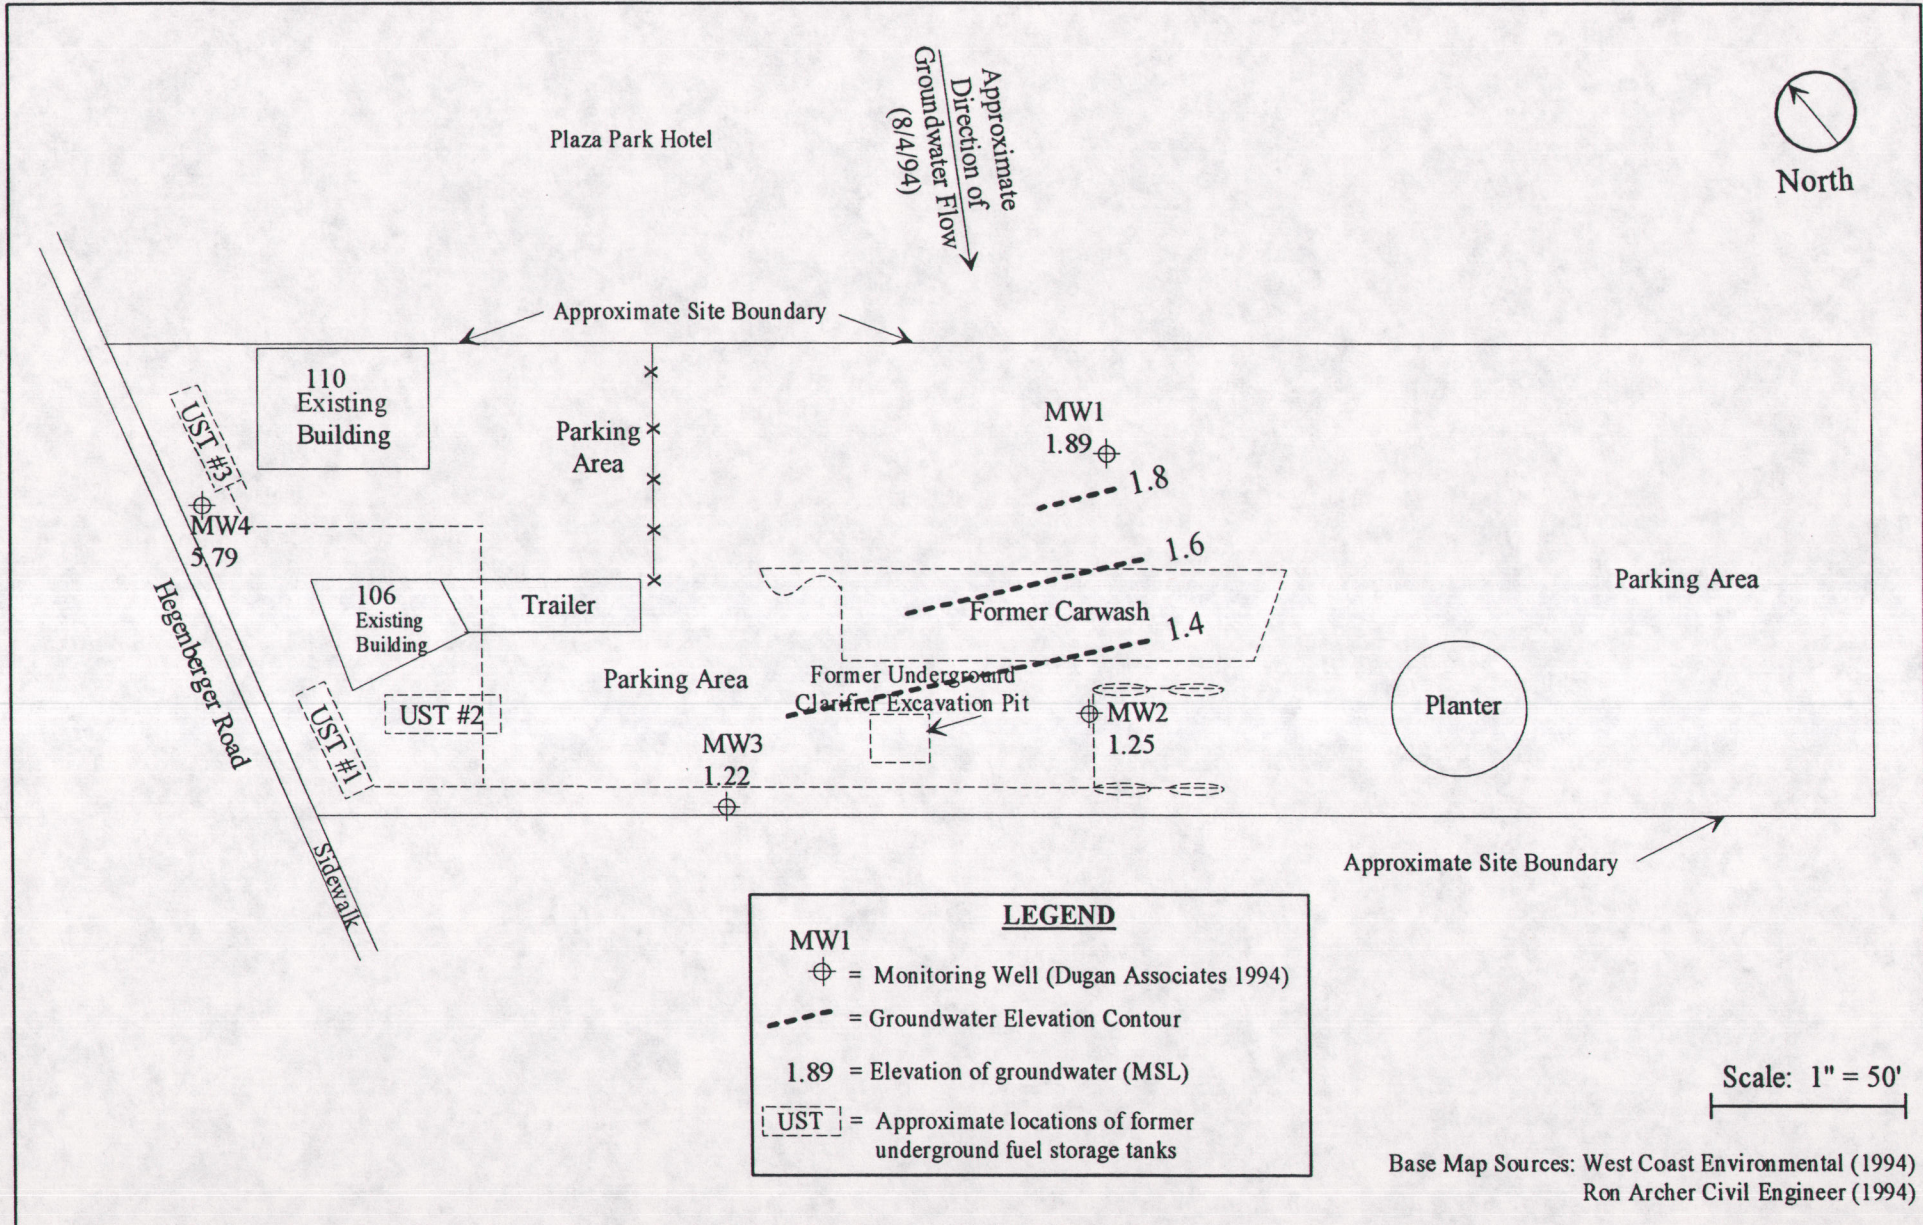 Approximate
Direction of
Groundwater Flow
(8/4/94)
Plaza Park Hotel
North
Approximate Site Boundary
110
Existing
Building
UST #3
Parking
Area
MW1
1.89
1.8
MW4
5.79
1.6
Parking Area
106
Existing
Building
Trailer
Former Carwash
1.4
Hegenberger Road
Parking Area
Former Underground
Clarifier Excavation Pit
UST #2
UST #1
MW2
1.25
Planter
MW3
1.22
Sidewalk
Approximate Site Boundary
LEGEND
MW1
= Monitoring Well (Dugan Associates 1994)
= Groundwater Elevation Contour
1.89 = Elevation of groundwater (MSL)
UST = Approximate locations of former
underground fuel storage tanks
Scale: 1" = 50'
Base Map Sources: West Coast Environmental (1994)
Ron Archer Civil Engineer (1994)